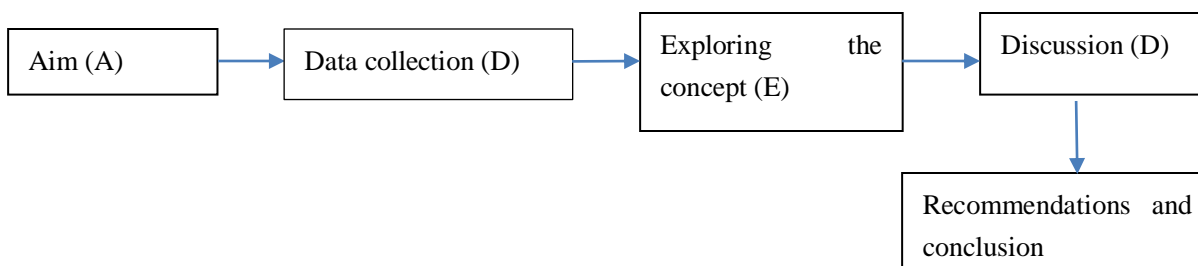 Aim (A)
Data collection (D)
Exploring the
concept (E)
Discussion (D)
Recommendations and
conclusion